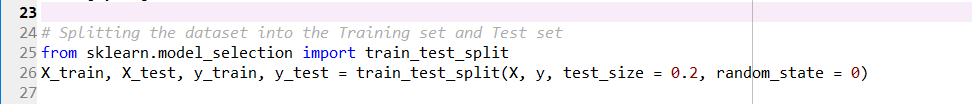 23
24 # Splitting the dataset into the Training set and Test set
25 from sklearn.model_selection import train_test_split
26 X_train, X_test, y_train, y_test = train_test_split(X, y, test_size = 0.2, random_state = 0)
27